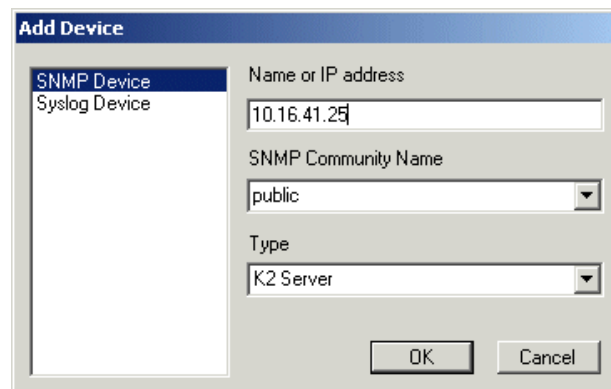 Add Device
SNMP Device
Syslog Device
Name or IP address
10.16.41.25
SNMP Community Name
public
Type
K2 Server
OK
Cancel